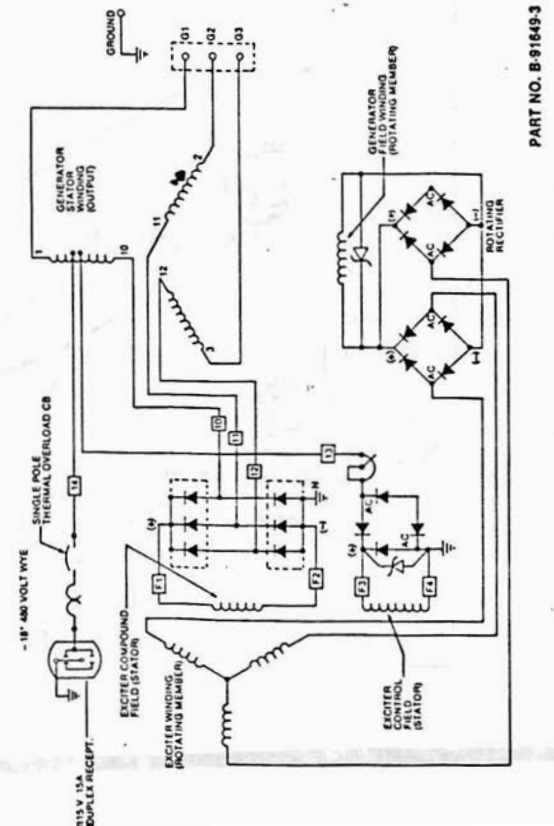 GROUND
G1
G2
G3
GENERATOR
STATOR
WINDING
(OUTPUT)
1
10
11
2
12
3
14
SINGLE POLE
THERMAL OVERLOAD CB
-18° 480 VOLT WYE
115 V. 15A
DUPLEX RECEPT.
10
11
12
13
(+)
(-)
N
F1
F2
EXCITER COMPOUND
FIELD (STATOR)
EXCITER WINDING
(ROTATING MEMBER)
AC
AC
(+)
F3
F4
EXCITER
CONTROL
FIELD
(STATOR)
GENERATOR
FIELD WINDING
(ROTATING MEMBER)
(+)
AC
AC
(-)
(+)
AC
AC
(-)
ROTATING
RECTIFIER
PART NO. B-91649-3